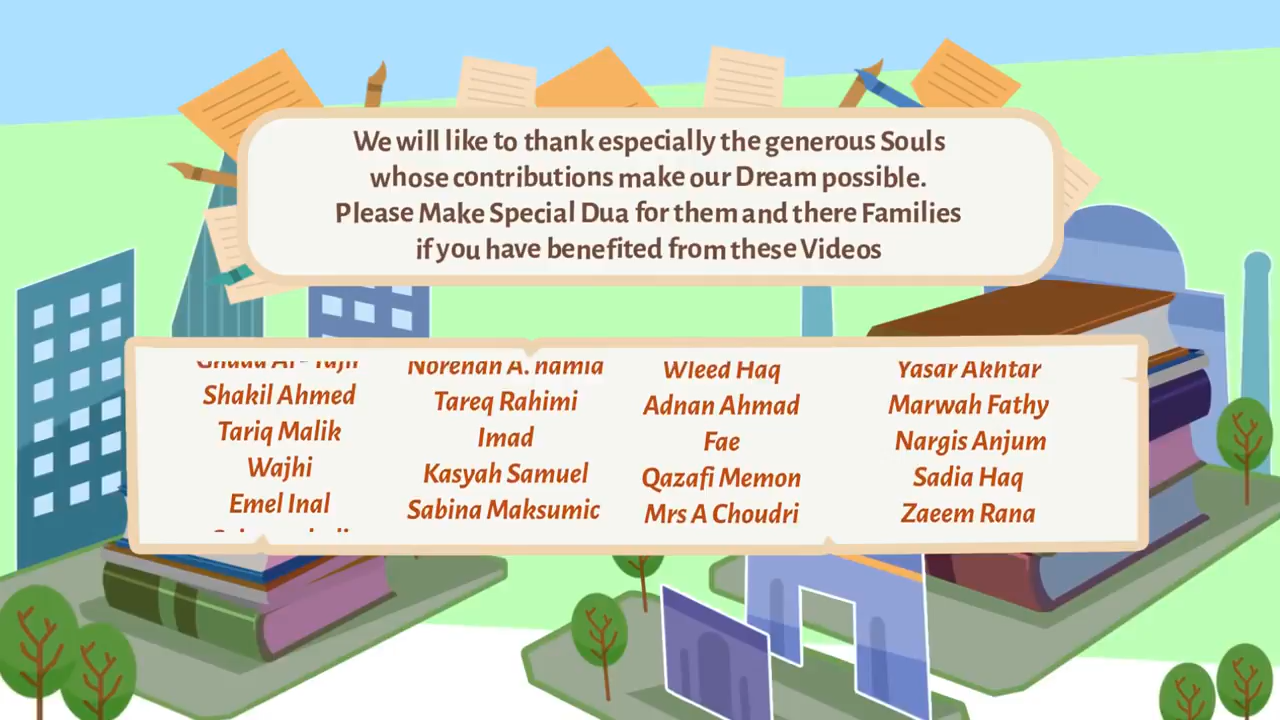 We will like to thank especially the generous Souls
whose contributions make our Dream possible.
Please Make Special Dua for them and there Families
if you have benefited from these Videos
Shakil Ahmed
Tariq Malik
Wajhi
Emel Inal
Norehan A. hamia
Tareq Rahimi
Imad
Kasyah Samuel
Sabina Maksumic
Wleed Haq
Adnan Ahmad
Fae
Qazafi Memon
Mrs A Choudri
Yasar Akhtar
Marwah Fathy
Nargis Anjum
Sadia Haq
Zaeem Rana